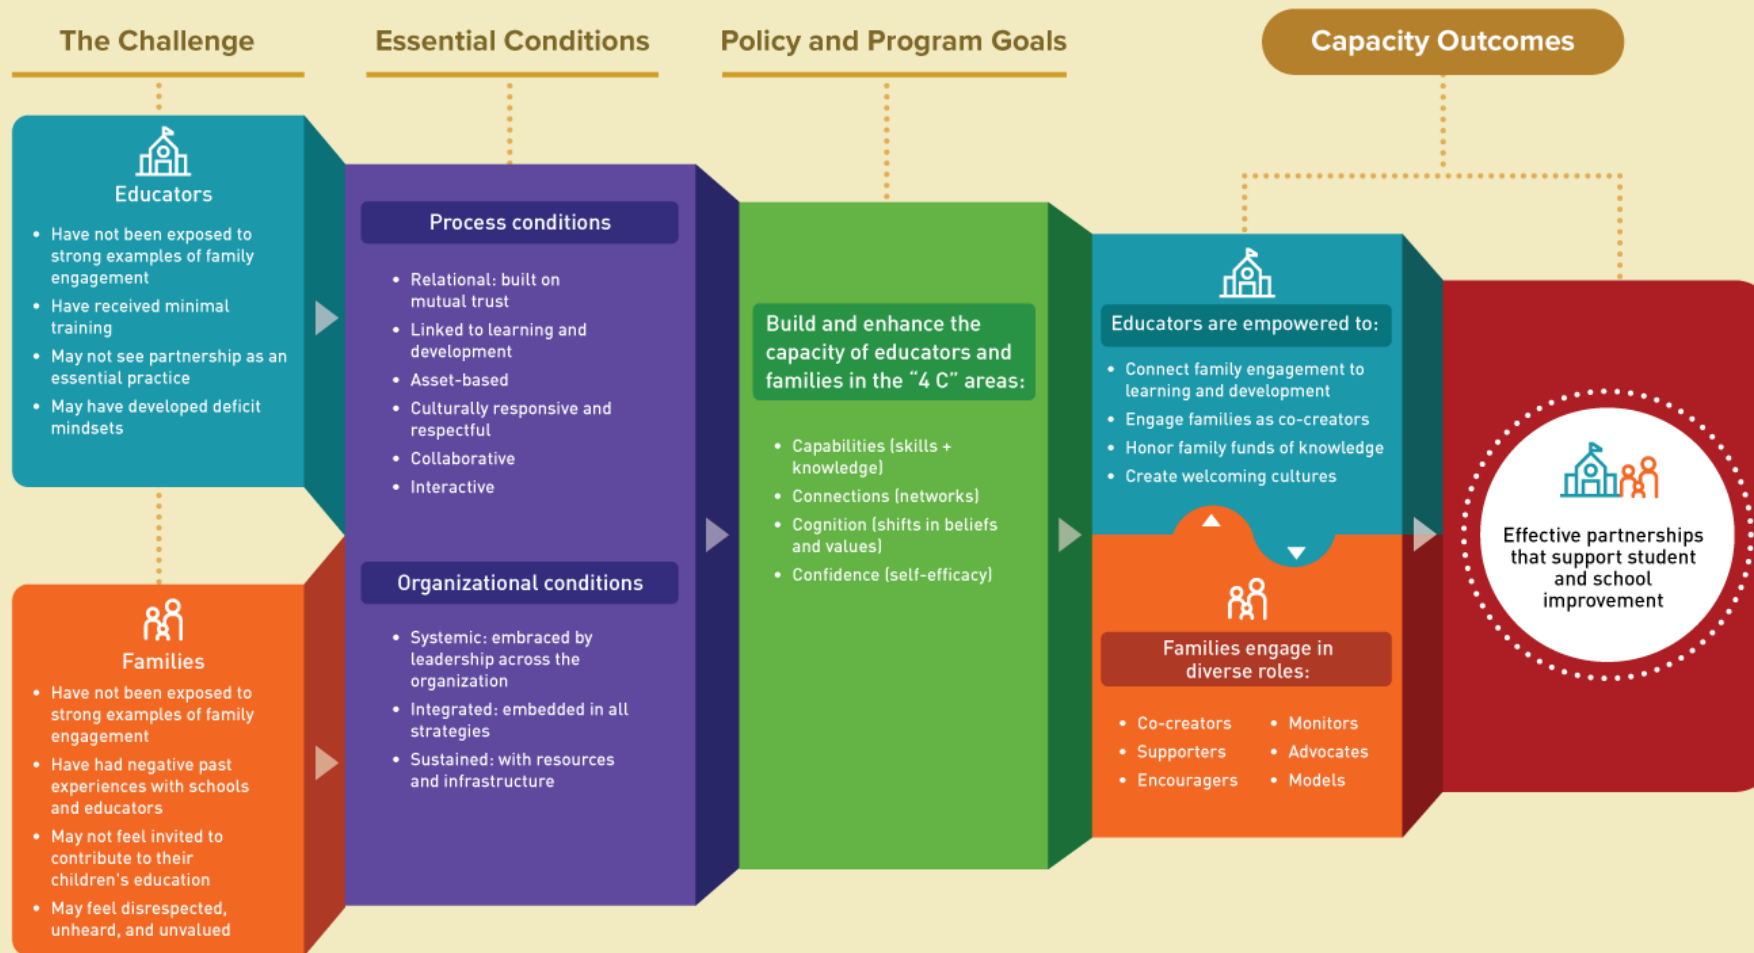 The Challenge
Essential Conditions
Policy and Program Goals
Capacity Outcomes
Educators
• Have not been exposed to
strong examples of family
engagement
• Have received minimal
training
• May not see partnership as an
essential practice
• May have developed deficit
mindsets
Families
• Have not been exposed to
strong examples of family
engagement
• Have had negative past
experiences with schools
and educators
• May not feel invited to
contribute to their
children's education
• May feel disrespected,
unheard, and unvalued
Process conditions
• Relational: built on
mutual trust
• Linked to learning and
development
• Asset-based
• Culturally responsive and
respectful
• Collaborative
• Interactive
Organizational conditions
• Systemic: embraced by
leadership across the
organization
• Integrated: embedded in all
strategies
• Sustained: with resources
and infrastructure
Build and enhance the
capacity of educators and
families in the “4 C” areas:
• Capabilities (skills +
knowledge)
• Connections (networks)
• Cognition (shifts in beliefs
and values)
• Confidence (self-efficacy)
Educators are empowered to:
• Connect family engagement to
learning and development
• Engage families as co-creators
• Honor family funds of knowledge
• Create welcoming cultures
Families engage in
diverse roles:
• Co-creators
• Supporters
• Encouragers
• Monitors
• Advocates
• Models
Effective partnerships
that support student
and school
improvement